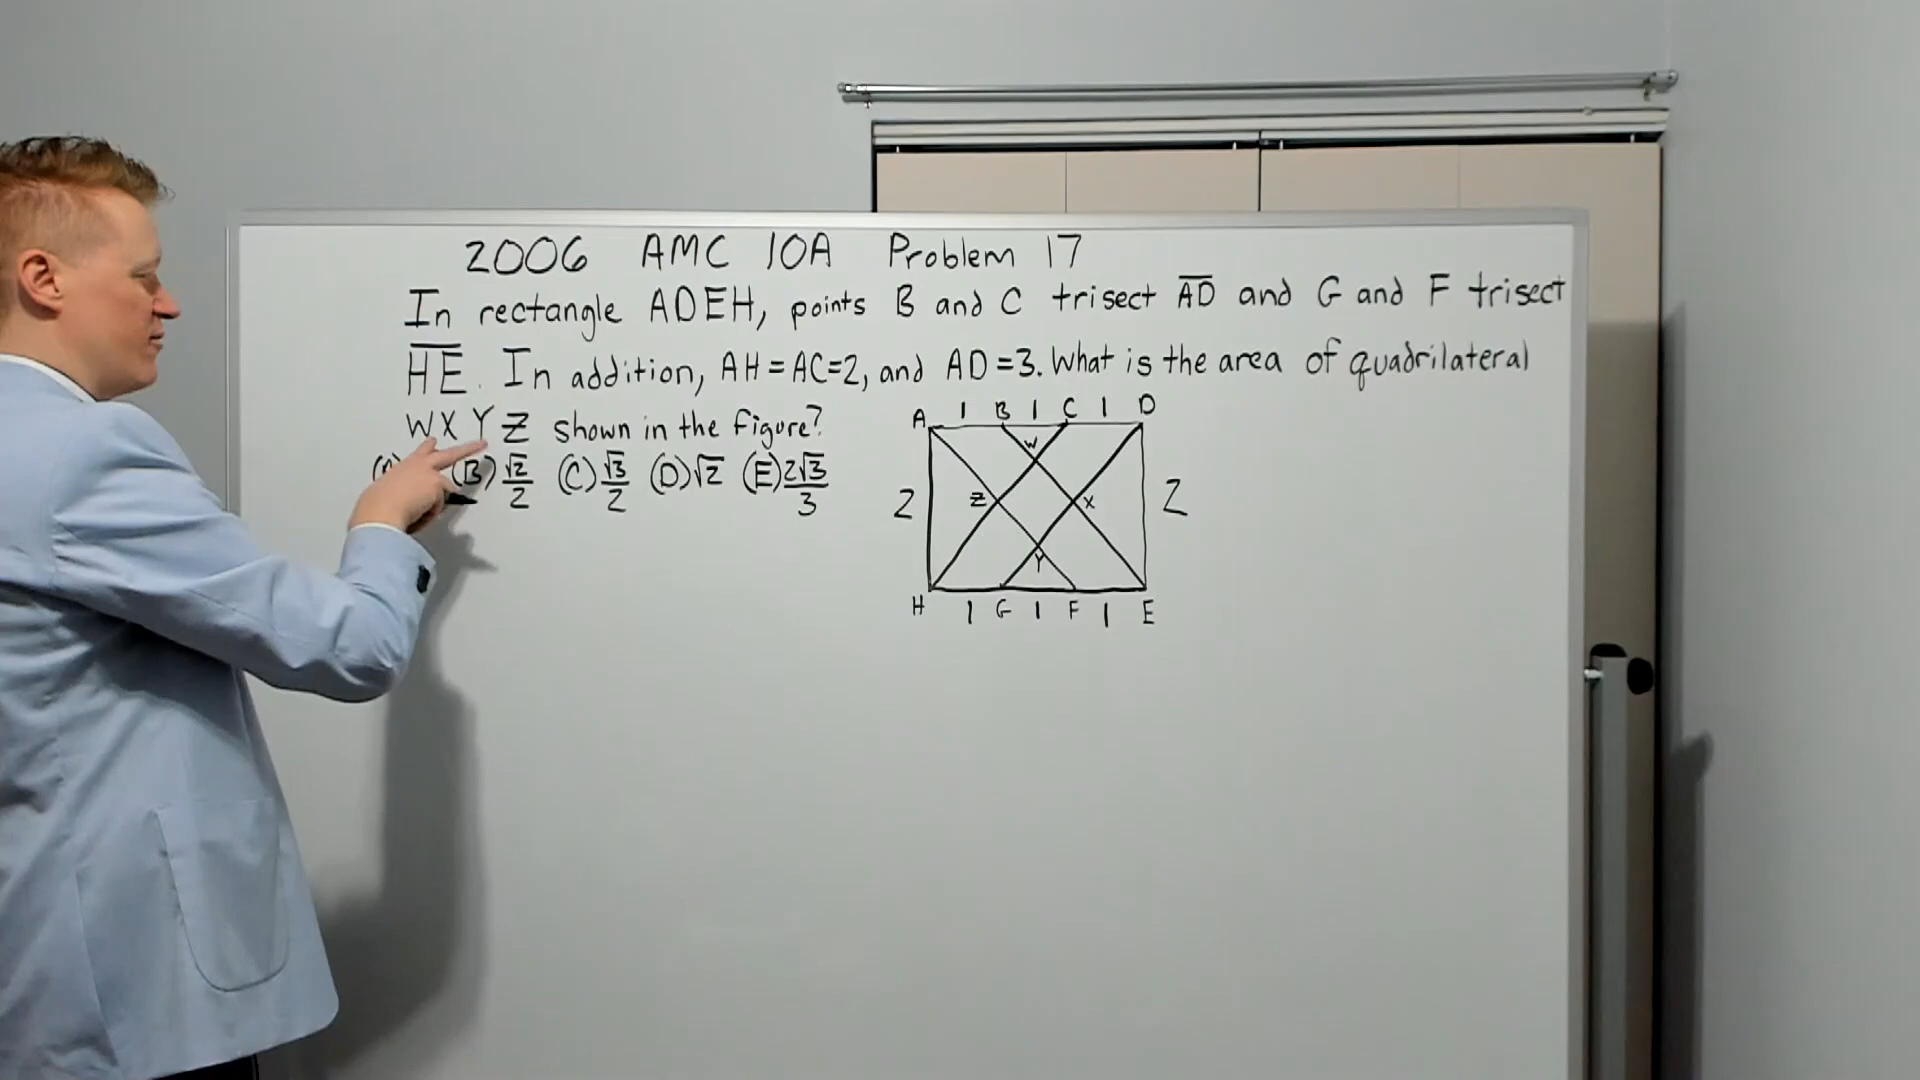 2006 AMC 10A Problem 17
In rectangle ADEH, points B and C trisect AD and G and F trisect
HE. In addition, AH=AC=2, and AD=3. What is the area of quadrilateral
WXYZ shown in the figure?
(B) √2/2 (C) √3/2 (D) √2 (E) 2√3/3
A 1 B 1 C 1 D
W
2 Z X 2
Y
H 1 G 1 F 1 E